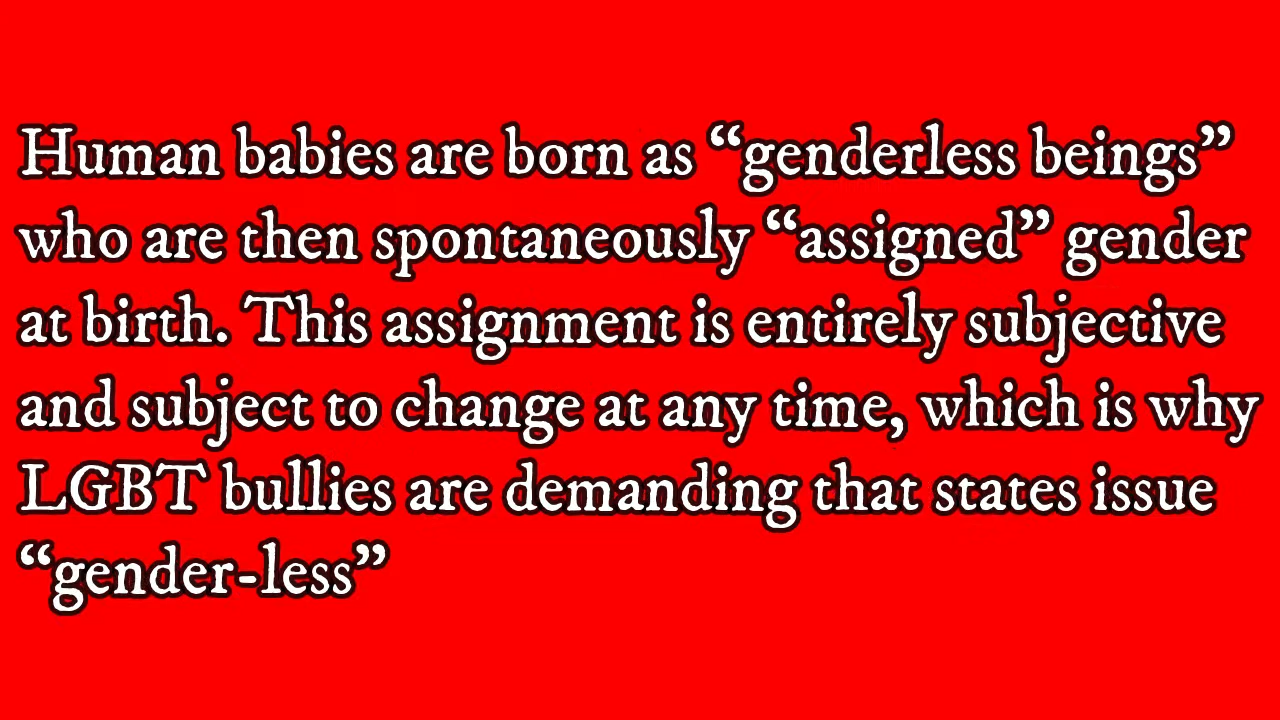 Human babies are born as “genderless beings”
who are then spontaneously “assigned” gender
at birth. This assignment is entirely subjective
and subject to change at any time, which is why
LGBT bullies are demanding that states issue
“gender-less”